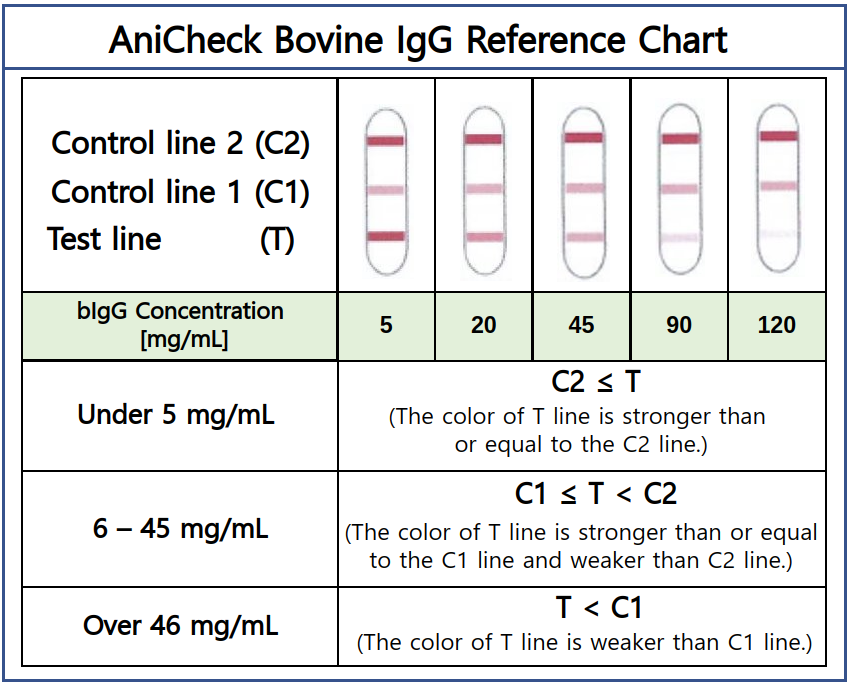 AniCheck Bovine IgG Reference Chart
Control line 2 (C2)
Control line 1 (C1)
Test line (T)
bIgG Concentration
[mg/mL]
5 20 45 90 120
Under 5 mg/mL
C2 ≤ T
(The color of T line is stronger than
or equal to the C2 line.)
6 – 45 mg/mL
C1 ≤ T < C2
(The color of T line is stronger than or equal
to the C1 line and weaker than C2 line.)
Over 46 mg/mL
T < C1
(The color of T line is weaker than C1 line.)